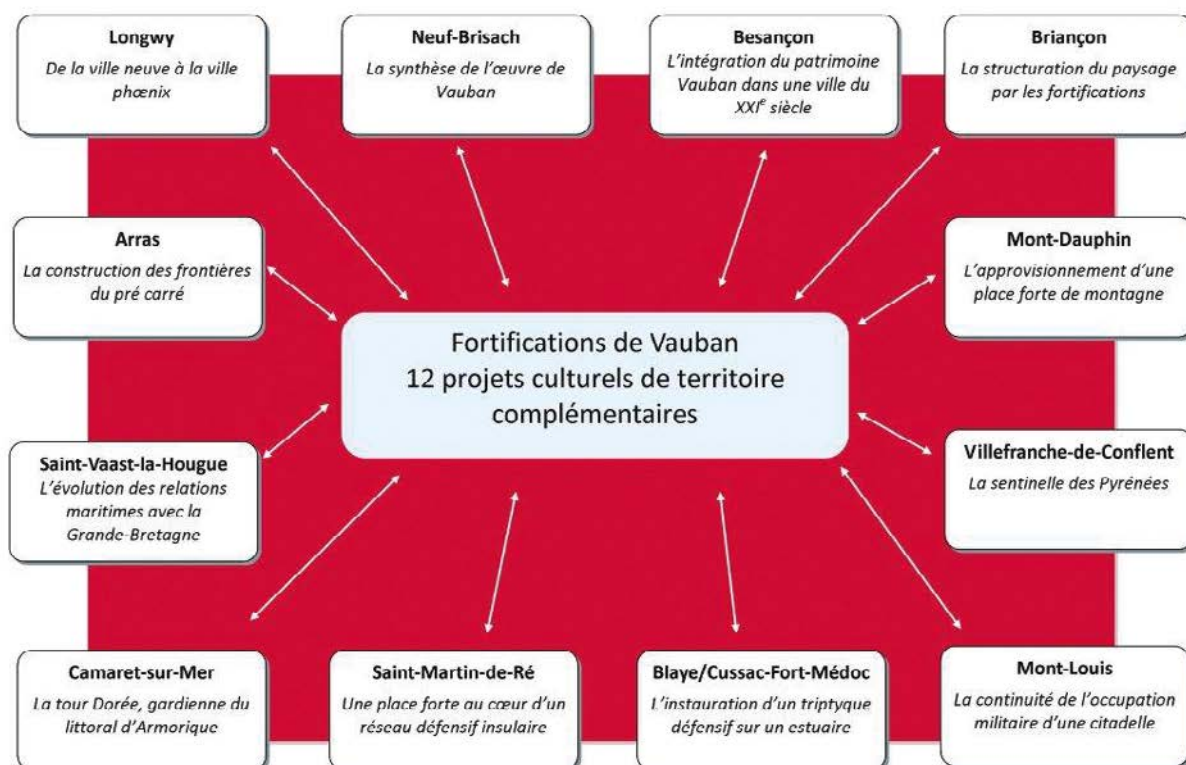 Longwy
De la ville neuve à la ville
phœnix
Neuf-Brisach
La synthèse de l’œuvre de
Vauban
Besançon
L’intégration du patrimoine
Vauban dans une ville du
XXIe siècle
Briançon
La structuration du paysage
par les fortifications
Arras
La construction des frontières
du pré carré
Mont-Dauphin
L’approvisionnement d’une
place forte de montagne
Fortifications de Vauban
12 projets culturels de territoire
complémentaires
Saint-Vaast-la-Hougue
L’évolution des relations
maritimes avec la
Grande-Bretagne
Villefranche-de-Conflent
La sentinelle des Pyrénées
Camaret-sur-Mer
La tour Dorée, gardienne du
littoral d’Armorique
Saint-Martin-de-Ré
Une place forte au cœur d’un
réseau défensif insulaire
Blaye/Cussac-Fort-Médoc
L’instauration d’un triptyque
défensif sur un estuaire
Mont-Louis
La continuité de l’occupation
militaire d’une citadelle